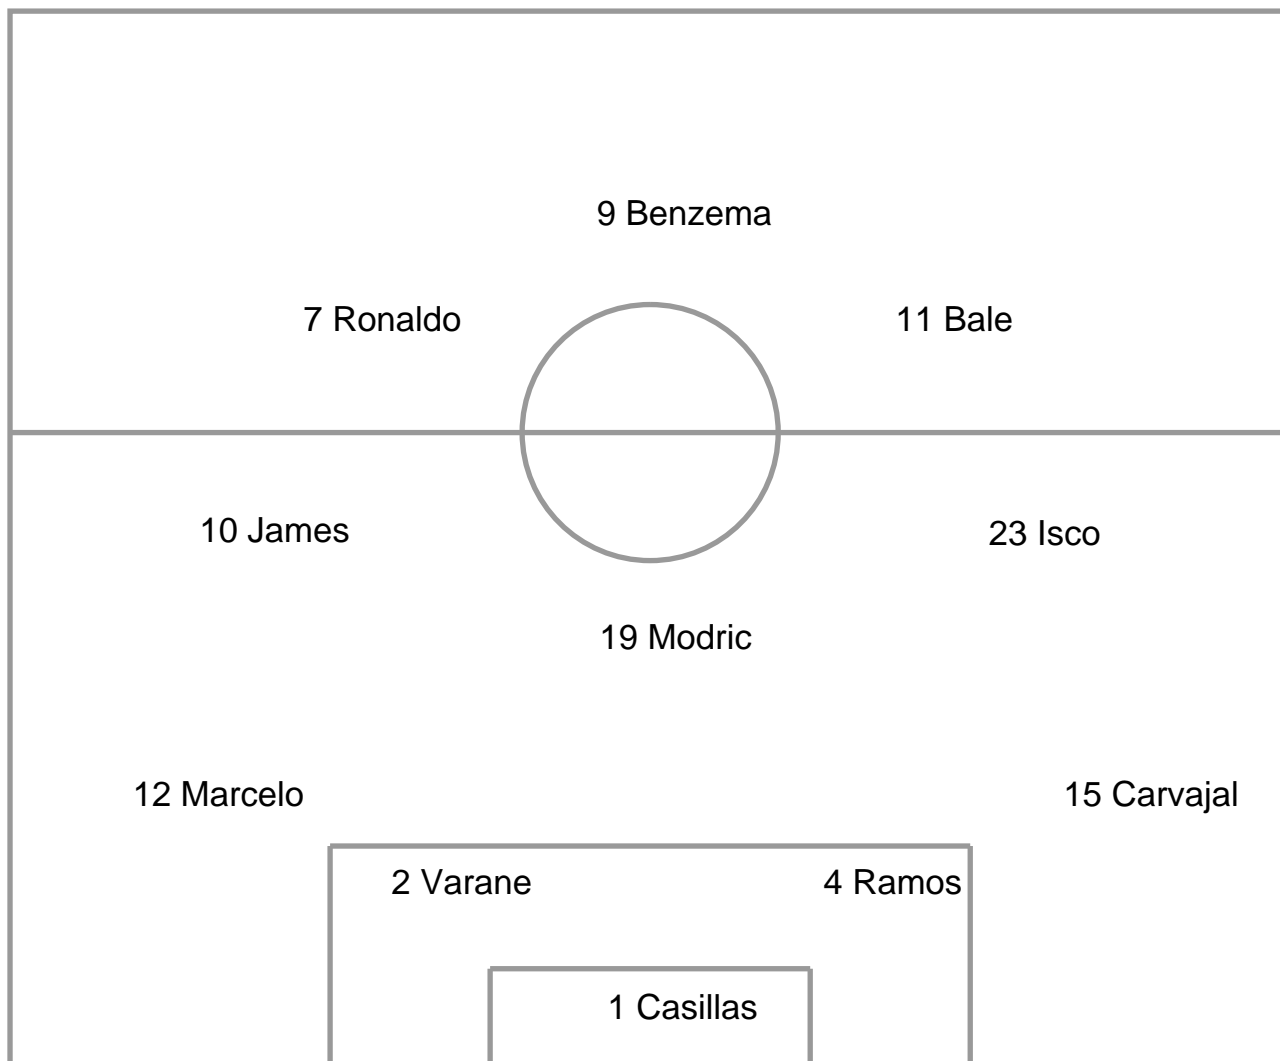 9 Benzema
7 Ronaldo
11 Bale
10 James
23 Isco
19 Modric
12 Marcelo
15 Carvajal
2 Varane
4 Ramos
1 Casillas